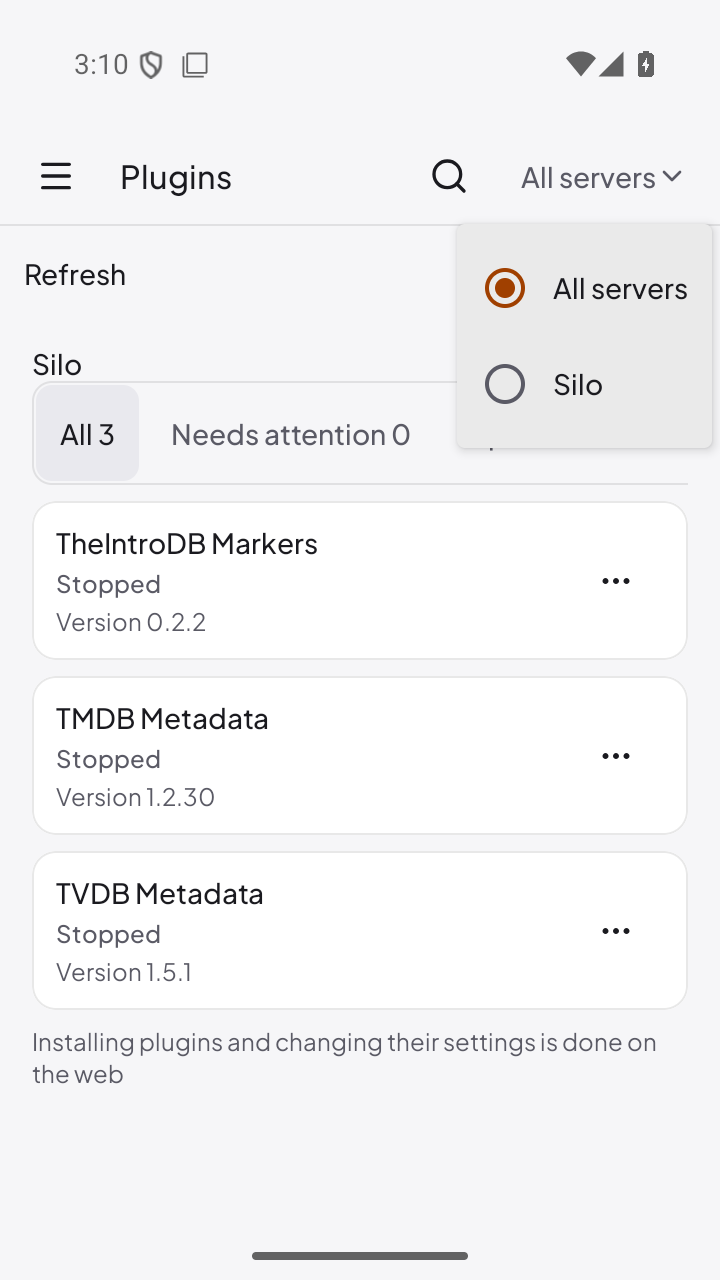 3:10
Plugins
All servers
Refresh
All servers
Silo
Silo
All 3
Needs attention 0
TheIntroDB Markers
Stopped
Version 0.2.2
TMDB Metadata
Stopped
Version 1.2.30
TVDB Metadata
Stopped
Version 1.5.1
Installing plugins and changing their settings is done on
the web